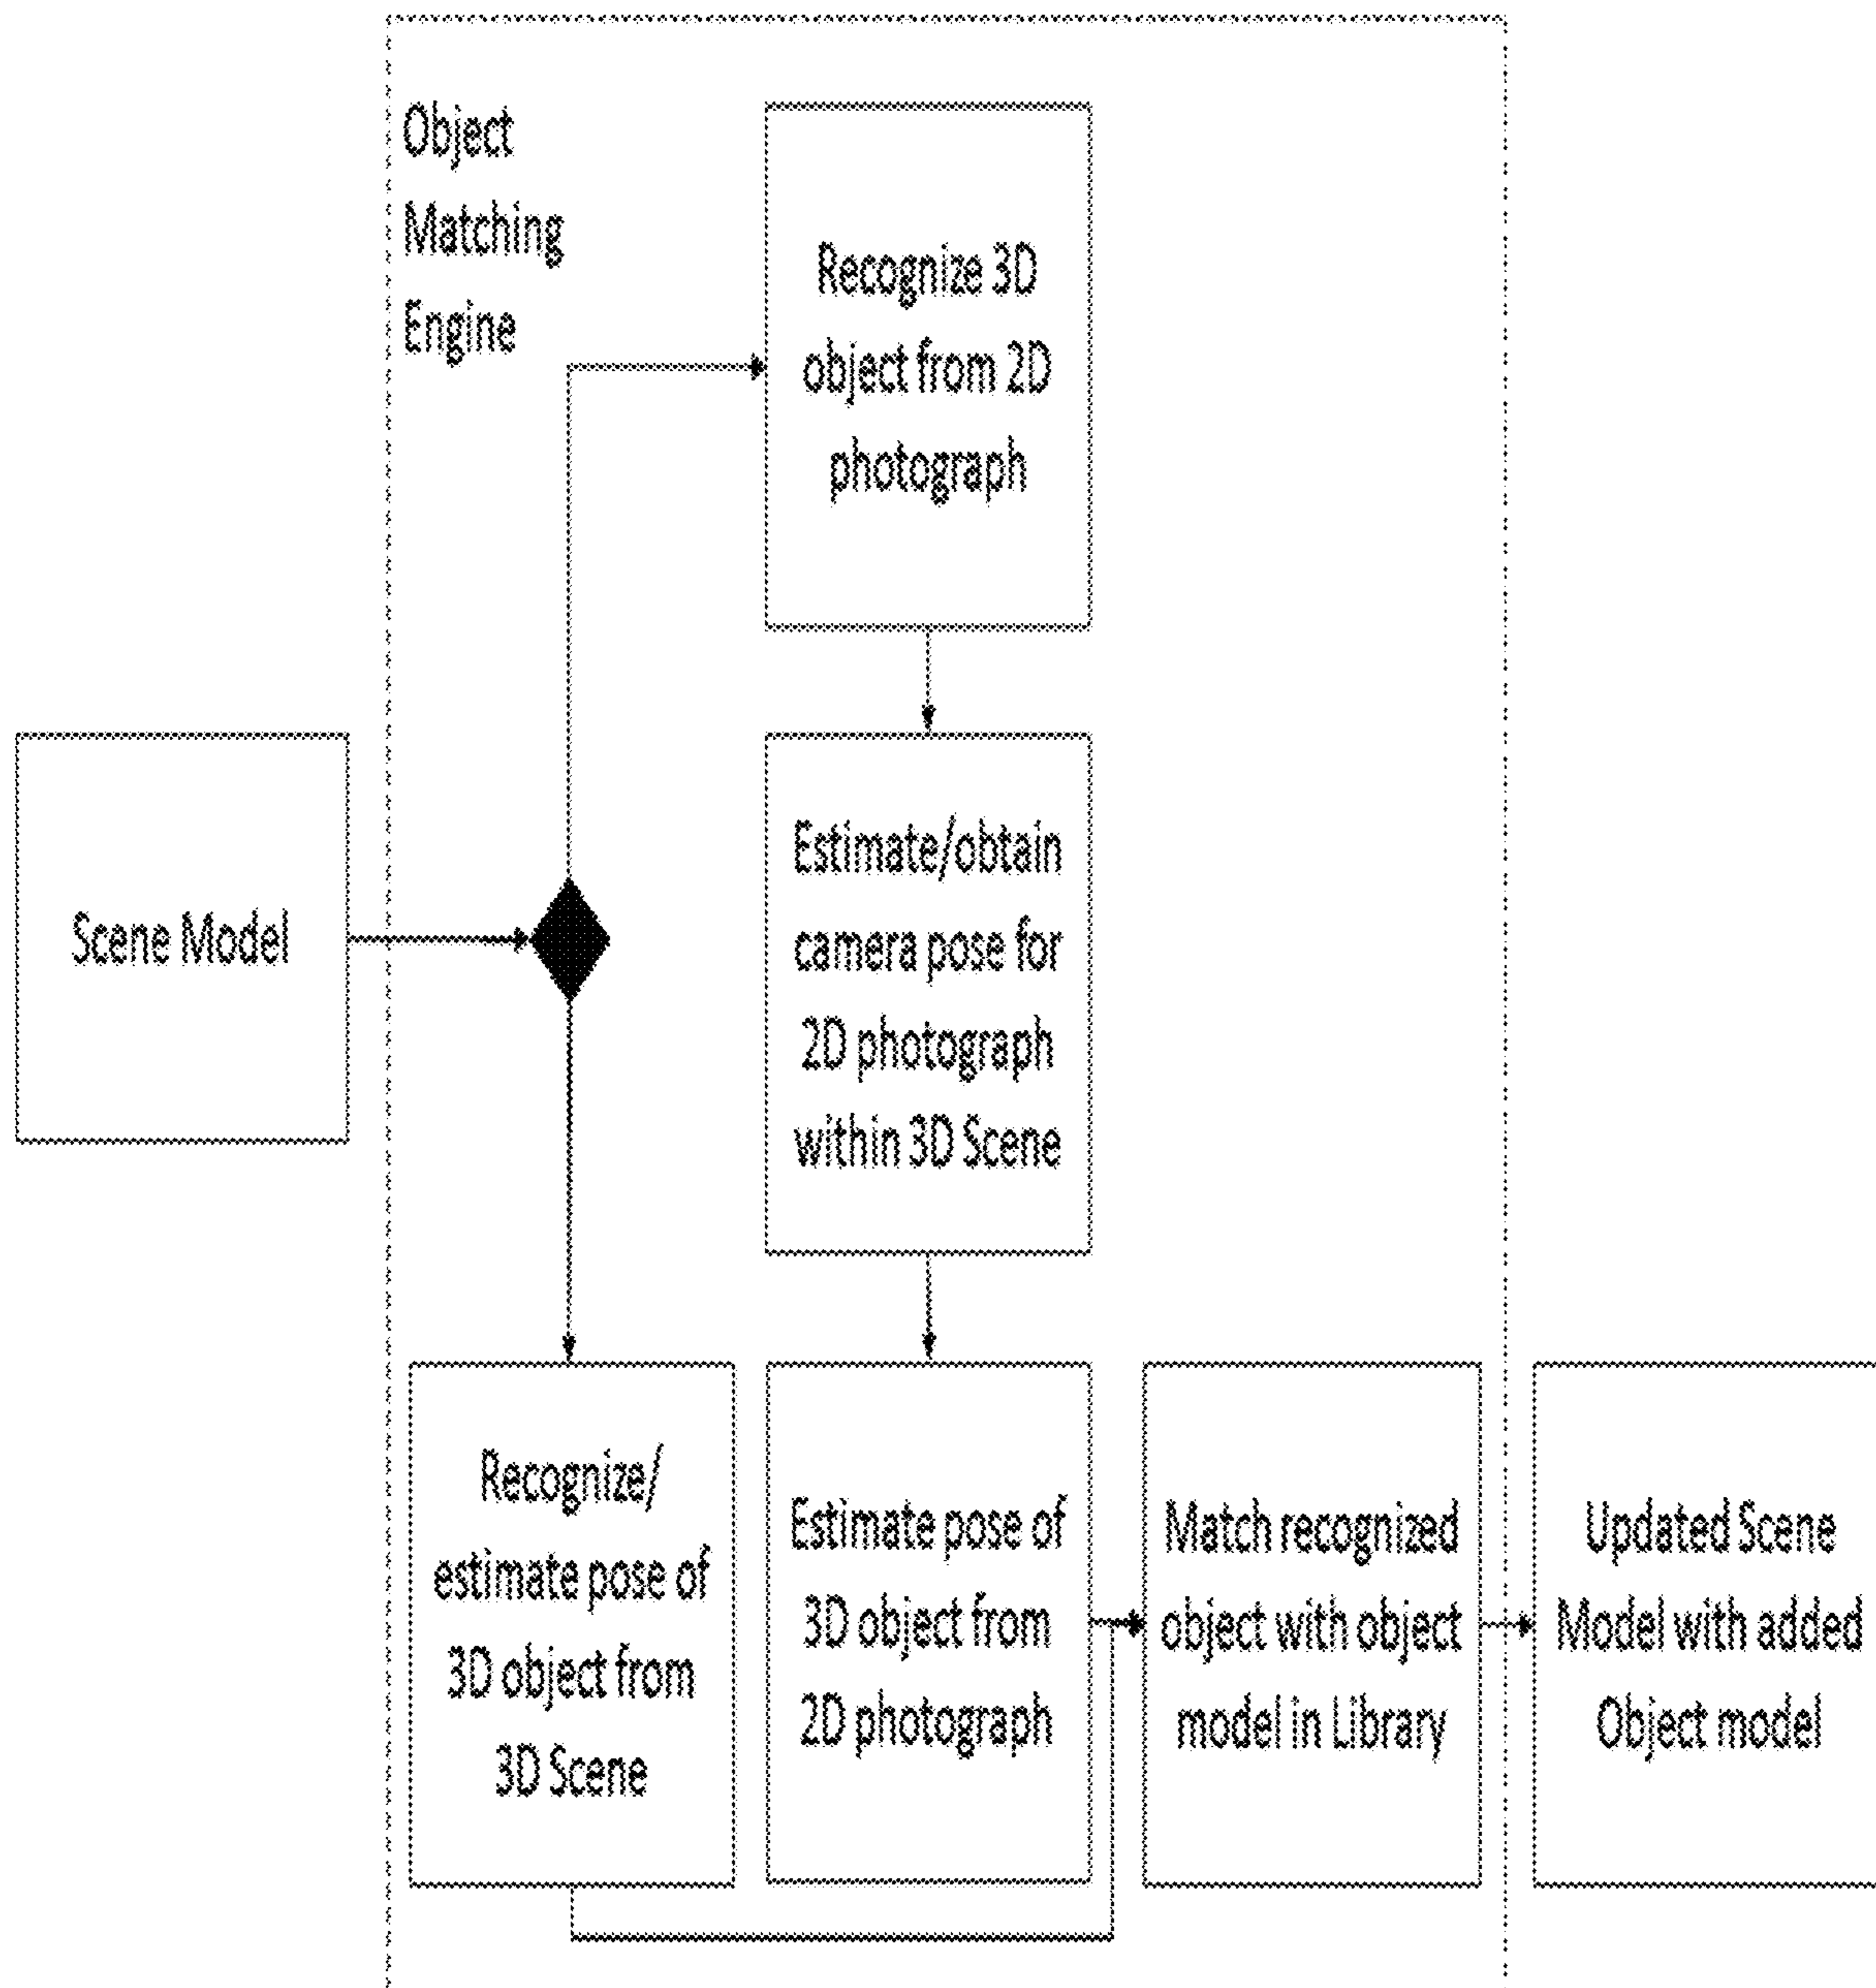 Object
Matching
Engine
Recognize 3D
object from 2D
photograph
Scene Model
Estimate/obtain
camera pose for
2D photograph
within 3D Scene
Recognize/
estimate pose of
3D object from
3D Scene
Estimate pose of
3D object from
2D photograph
Match recognized
object with object
model in Library
Updated Scene
Model with added
Object model